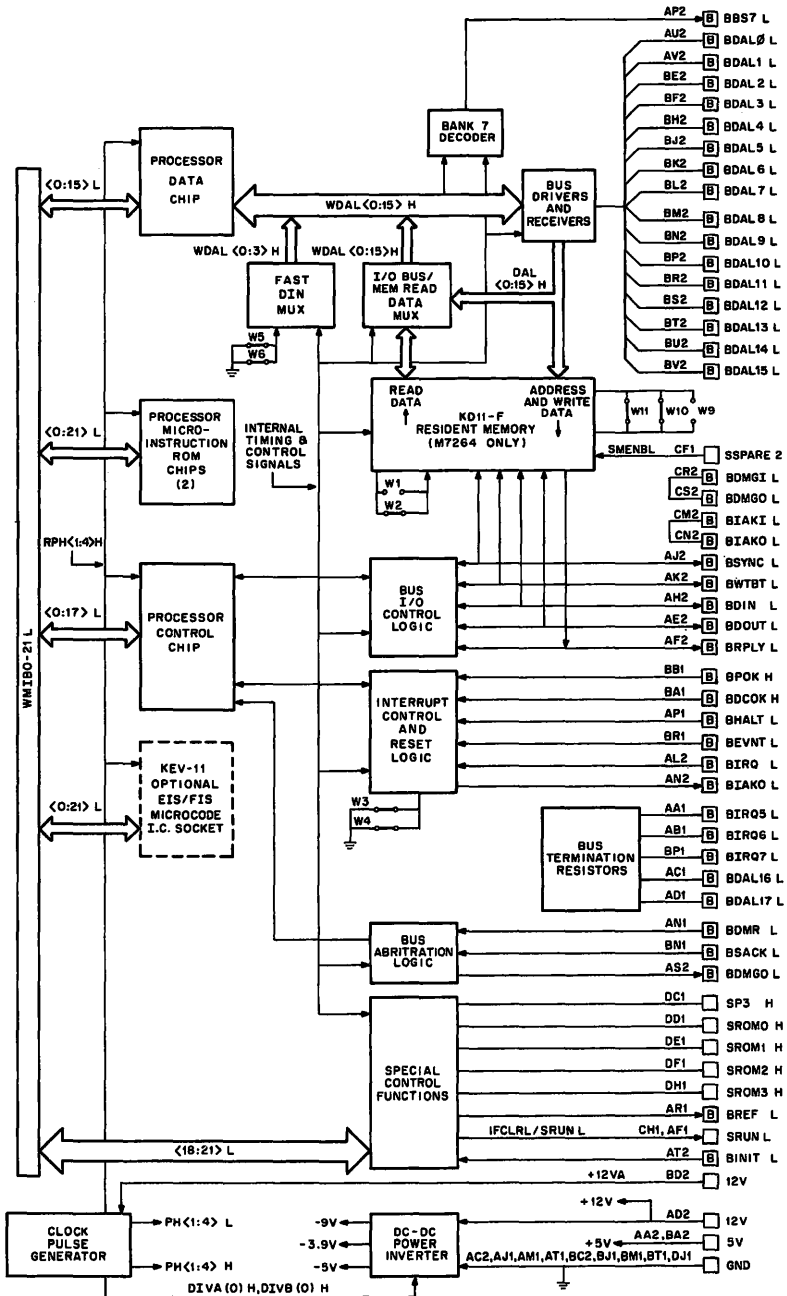 AP2 B BBS7 L
AU2 B BDALØ L
AV2 B BDAL1 L
BE2 B BDAL2 L
BF2 B BDAL3 L
BH2 B BDAL4 L
BJ2 B BDAL5 L
BK2 B BDAL6 L
BL2 B BDAL7 L
BM2 B BDAL8 L
BN2 B BDAL9 L
BP2 B BDAL10 L
BR2 B BDAL11 L
BS2 B BDAL12 L
BT2 B BDAL13 L
BU2 B BDAL14 L
BV2 B BDAL15 L
BANK 7
DECODER
PROCESSOR
DATA
CHIP
<0:15> L
WDAL<0:15> H
BUS
DRIVERS
AND
RECEIVERS
WDAL <0:3> H
WDAL <0:15> H
FAST
DIN
MUX
I/O BUS/
MEM READ
DATA
MUX
DAL
<0:15> H
W5
W6
READ
DATA
ADDRESS
AND WRITE
DATA
KD11-F
RESIDENT MEMORY
(M7264 ONLY)
W11 W10 W9
PROCESSOR
MICRO-
INSTRUCTION
ROM
CHIPS
(2)
<0:21> L
INTERNAL
TIMING &
CONTROL
SIGNALS
W1
W2
SMENBL CF1 SSPARE 2
CR2 B BDMGI L
CS2 B BDMGO L
CM2 B BIAKI L
CN2 B BIAKO L
AJ2 B BSYNC L
AK2 B BWTBT L
AH2 B BDIN L
AE2 B BDOUT L
AF2 B BRPLY L
RPH<1:4>H
<0:17> L
PROCESSOR
CONTROL
CHIP
BUS
I/O
CONTROL
LOGIC
WMIBO-21 L
INTERRUPT
CONTROL
AND
RESET
LOGIC
BB1 B BPOK H
BA1 B BDCOK H
AP1 B BHALT L
BR1 B BEVNT L
AL2 B BIRQ L
AN2 B BIAKO L
W3
W4
KEV-11
OPTIONAL
EIS/FIS
MICROCODE
I.C. SOCKET
<0:21> L
BUS
TERMINATION
RESISTORS
AA1 B BIRQ5 L
AB1 B BIRQ6 L
BP1 B BIRQ7 L
AC1 B BDAL16 L
AD1 B BDAL17 L
BUS
ABRITRATION
LOGIC
AN1 B BDMR L
BN1 B BSACK L
AS2 B BDMGO L
SPECIAL
CONTROL
FUNCTIONS
DC1 SP3 H
DD1 SROM0 H
DE1 SROM1 H
DF1 SROM2 H
DH1 SROM3 H
AR1 B BREF L
IFCLRL/SRUN L CH1, AF1 SRUN L
AT2 B BINIT L
<18:21> L
+12VA BD2 12V
CLOCK
PULSE
GENERATOR
PH<1:4> L
PH<1:4> H
-9V
-3.9V
-5V
DC-DC
POWER
INVERTER
+12V
AD2 12V
+5V AA2, BA2 5V
AC2,AJ1,AM1,AT1,BC2,BJ1,BM1,BT1,DJ1 GND
DIVA (0) H,DIVB (0) H